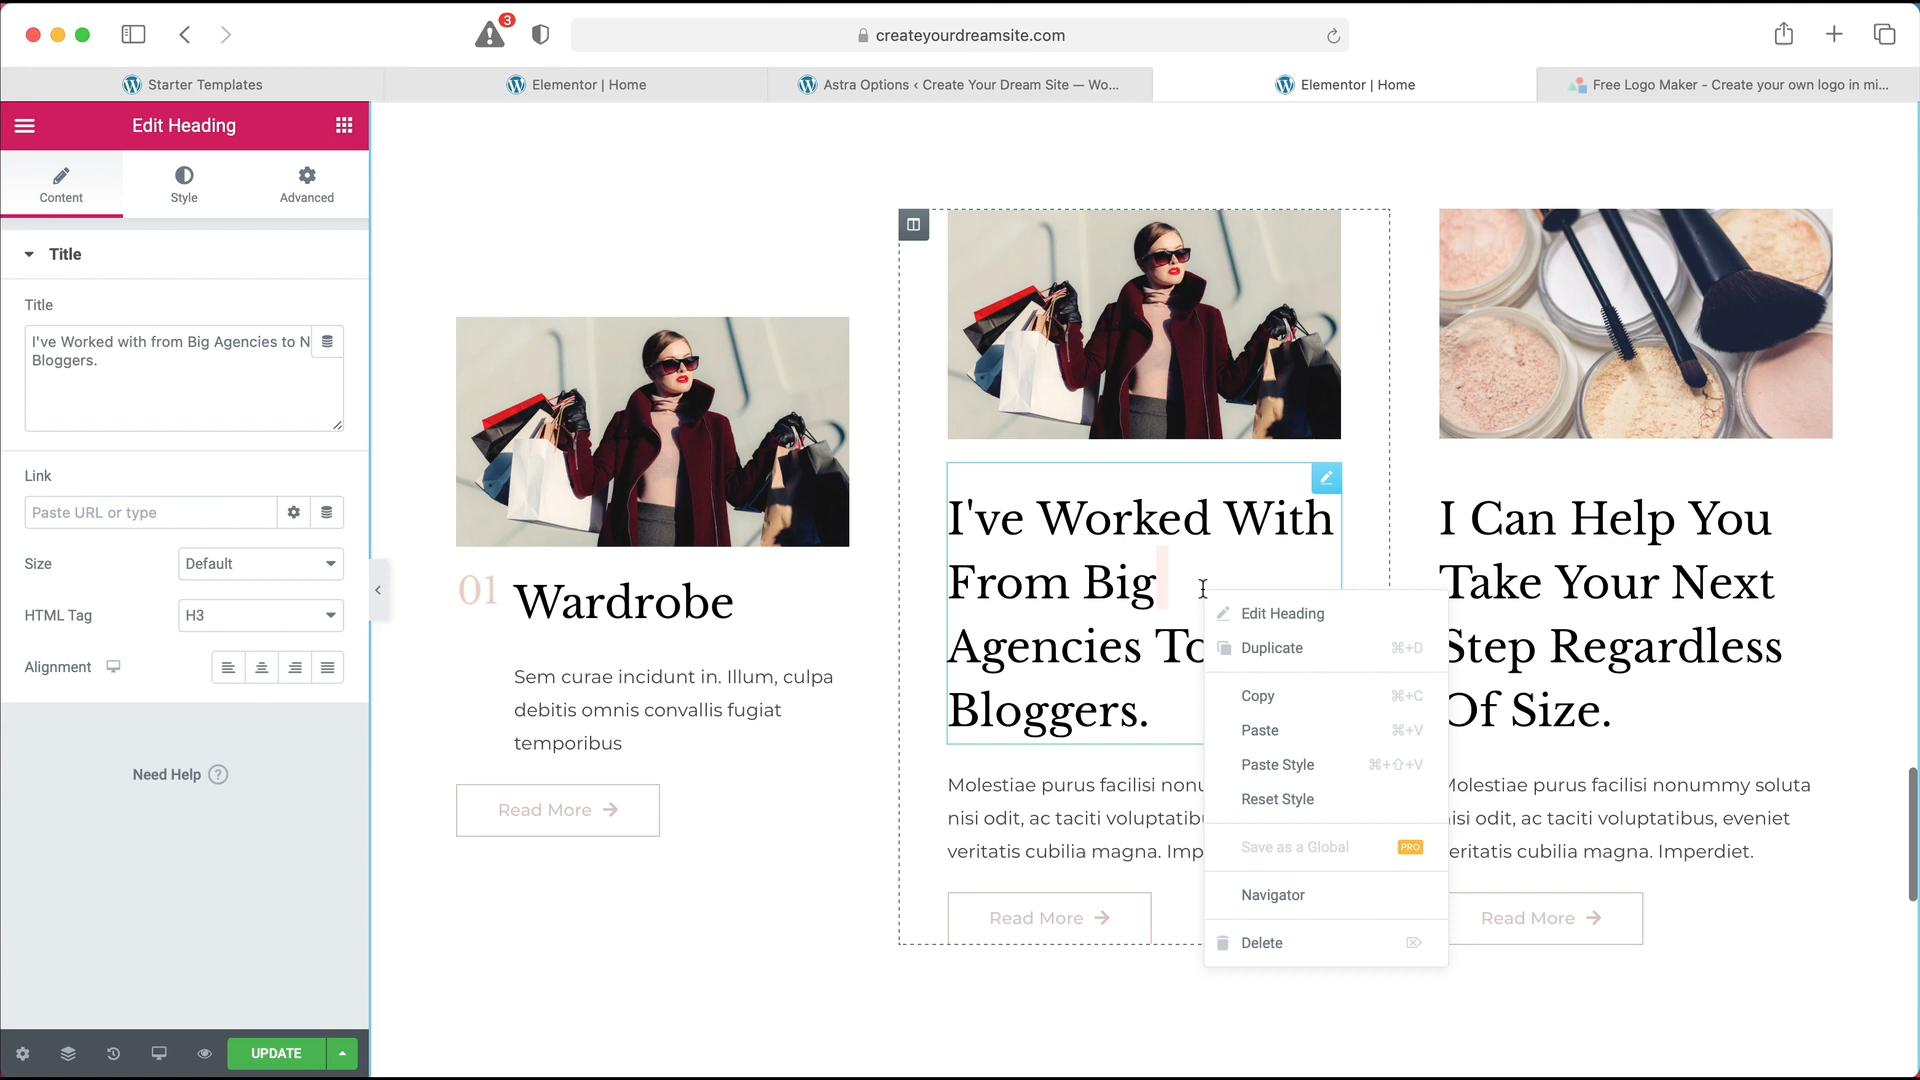 3
createyourdreamsite.com
Starter Templates
Elementor | Home
Astra Options ‹ Create Your Dream Site — Wo...
Elementor | Home
Free Logo Maker - Create your own logo in mi...
Edit Heading
Content
Style
Advanced
Title
Title
I've Worked with from Big Agencies to N
Bloggers.
Link
Paste URL or type
Size
Default
HTML Tag
H3
Alignment
Need Help ?
UPDATE
01 Wardrobe
Sem curae incidunt in. Illum, culpa
debitis omnis convallis fugiat
temporibus
Read More →
I've Worked With
From Big
Agencies To
Bloggers.
Molestiae purus facilisi nonu
nisi odit, ac taciti voluptatibu
veritatis cubilia magna. Imp
Read More →
Edit Heading
Duplicate ⌘+D
Copy ⌘+C
Paste ⌘+V
Paste Style ⌘+⇧+V
Reset Style
Save as a Global PRO
Navigator
Delete ⌦
I Can Help You
Take Your Next
Step Regardless
Of Size.
Molestiae purus facilisi nonummy soluta
nisi odit, ac taciti voluptatibus, eveniet
veritatis cubilia magna. Imperdiet.
Read More →